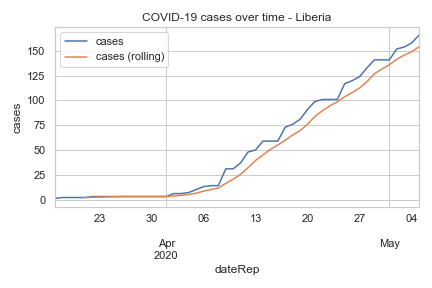 COVID-19 cases over time - Liberia
cases
cases (rolling)
cases
150
125
100
75
50
25
0
23 30 06 13 20 27 04
Apr May
2020
dateRep